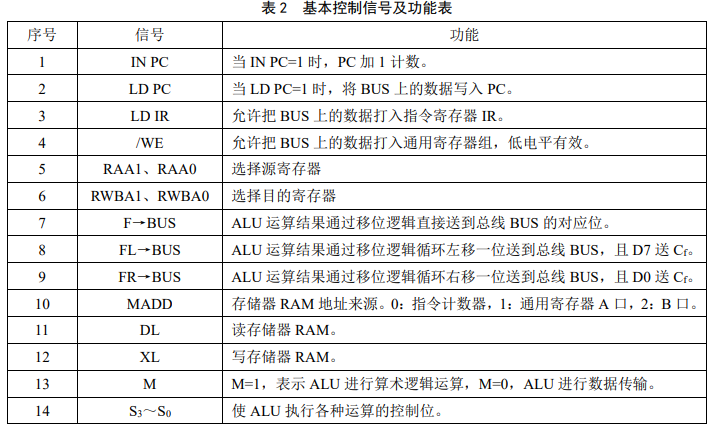 表 2 基本控制信号及功能表
序号 信号 功能
1 IN PC 当 IN PC=1 时，PC 加 1 计数。
2 LD PC 当 LD PC=1 时，将 BUS 上的数据写入 PC。
3 LD IR 允许把 BUS 上的数据打入指令寄存器 IR。
4 /WE 允许把 BUS 上的数据打入通用寄存器组，低电平有效。
5 RAA1、RAA0 选择源寄存器
6 RWBA1、RWBA0 选择目的寄存器
7 F→BUS ALU 运算结果通过移位逻辑直接送到总线 BUS 的对应位。
8 FL→BUS ALU 运算结果通过移位逻辑循环左移一位送到总线 BUS，且 D7 送 Cf。
9 FR→BUS ALU 运算结果通过移位逻辑循环右移一位送到总线 BUS，且 D0 送 Cf。
10 MADD 存储器 RAM 地址来源。0：指令计数器，1：通用寄存器 A 口，2：B 口。
11 DL 读存储器 RAM。
12 XL 写存储器 RAM。
13 M M=1，表示 ALU 进行算术逻辑运算，M=0，ALU 进行数据传输。
14 S3～S0 使 ALU 执行各种运算的控制位。